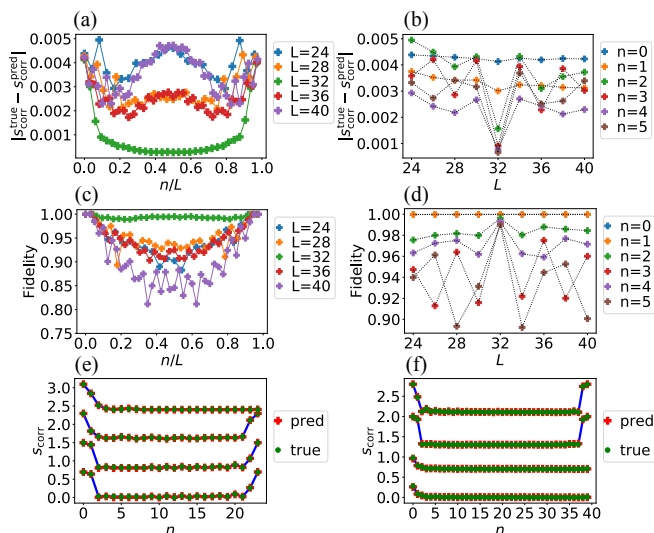 (a)
(b)
|s_corr^true − s_corr^pred|
0.005
0.004
0.003
0.002
0.001
0.0 0.2 0.4 0.6 0.8 1.0
n/L
L=24
L=28
L=32
L=36
L=40
|s_corr^true − s_corr^pred|
0.005
0.004
0.003
0.002
0.001
24 28 32 36 40
L
n=0
n=1
n=2
n=3
n=4
n=5
(c)
(d)
Fidelity
1.00
0.95
0.90
0.85
0.80
0.75
0.0 0.2 0.4 0.6 0.8 1.0
n/L
L=24
L=28
L=32
L=36
L=40
Fidelity
1.00
0.98
0.96
0.94
0.92
0.90
24 28 32 36 40
L
n=0
n=1
n=2
n=3
n=4
n=5
(e)
(f)
s_corr
3.0
2.5
2.0
1.5
1.0
0.5
0.0
0 5 10 15 20
n
pred
true
s_corr
2.5
2.0
1.5
1.0
0.5
0.0
0 5 10 15 20 25 30 35 40
n
pred
true